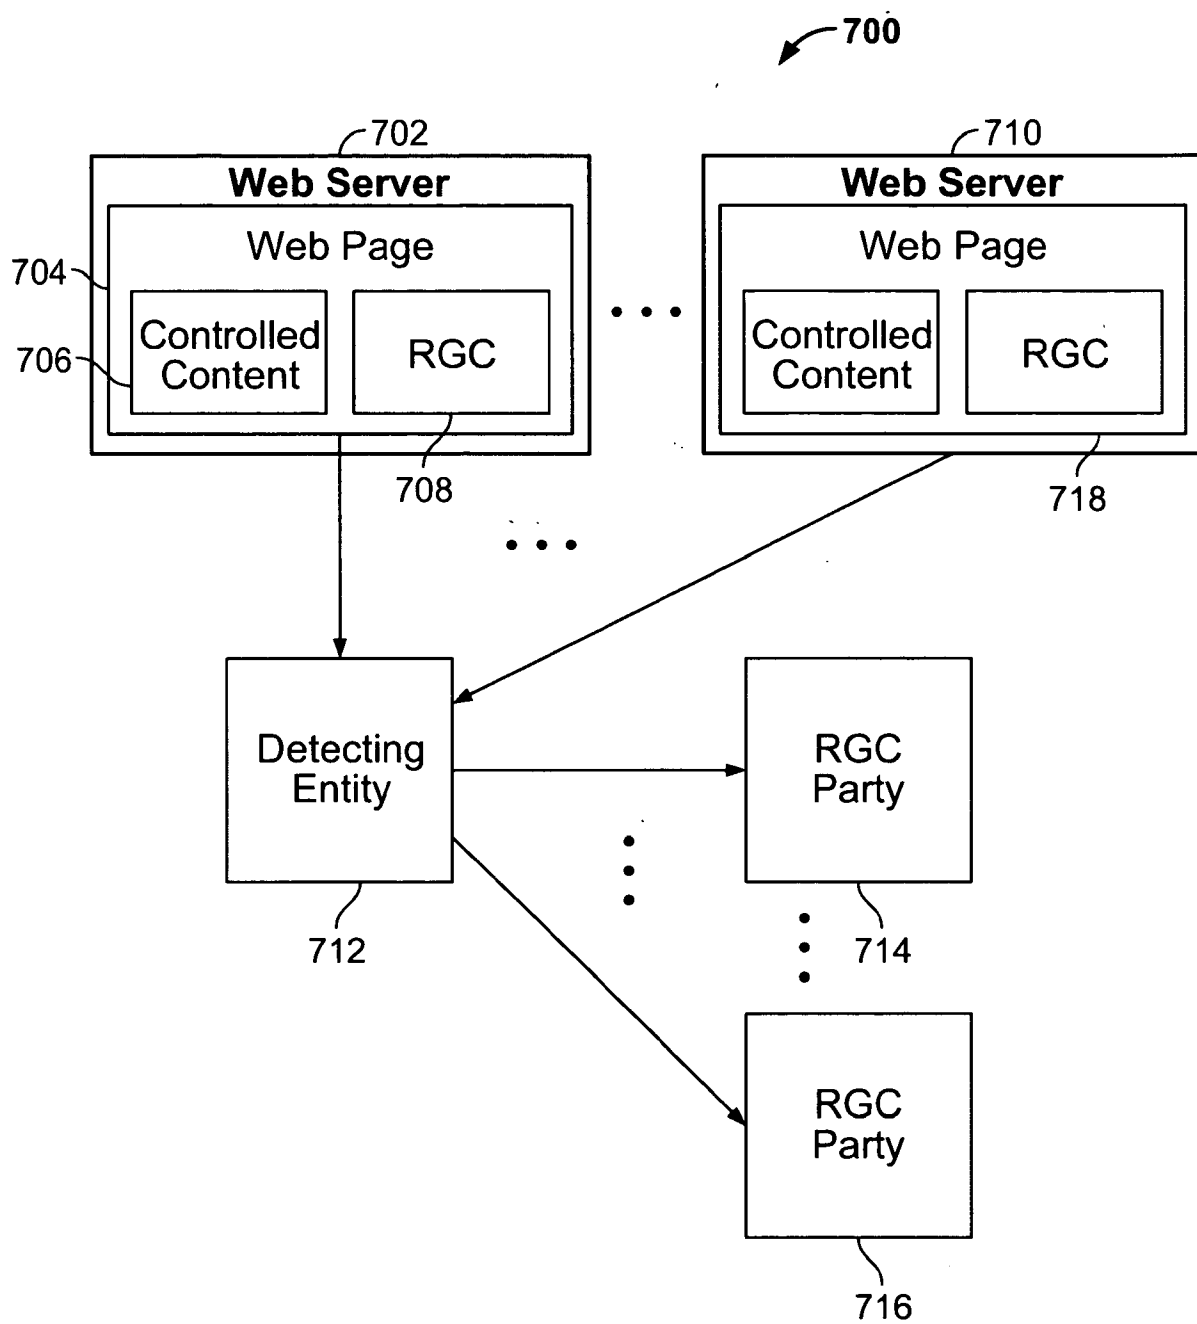 700
702
710
Web Server
Web Server
Web Page
Web Page
704
Controlled
Content
RGC
Controlled
Content
RGC
706
708
718
Detecting
Entity
RGC
Party
712
714
RGC
Party
716